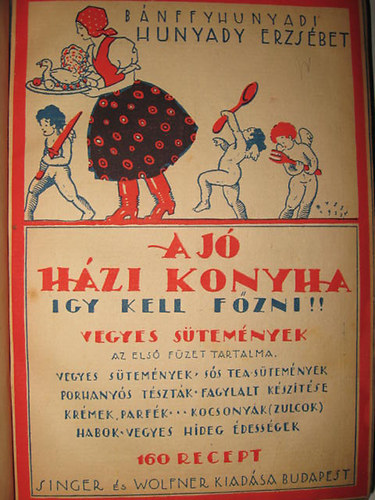 BÁNFFYHUNYADI
HUNYADY ERZSÉBET
A JÓ
HÁZI KONYHA
IGY KELL FŐZNI!!
VEGYES SÜTEMÉNYEK
AZ ELSŐ FÜZET TARTALMA.
VEGYES SÜTEMÉNYEK · SÓS TEA-SÜTEMÉNYEK
PORHANYÓS TÉSZTÁK · FAGYLALT KÉSZÍTÉSE
KRÉMEK, PARFÉK · · · KOCSONYÁK (ZULCOK)
HABOK · VEGYES HIDEG ÉDESSÉGEK
160 RECEPT
SINGER és WOLFNER KIADÁSA BUDAPEST